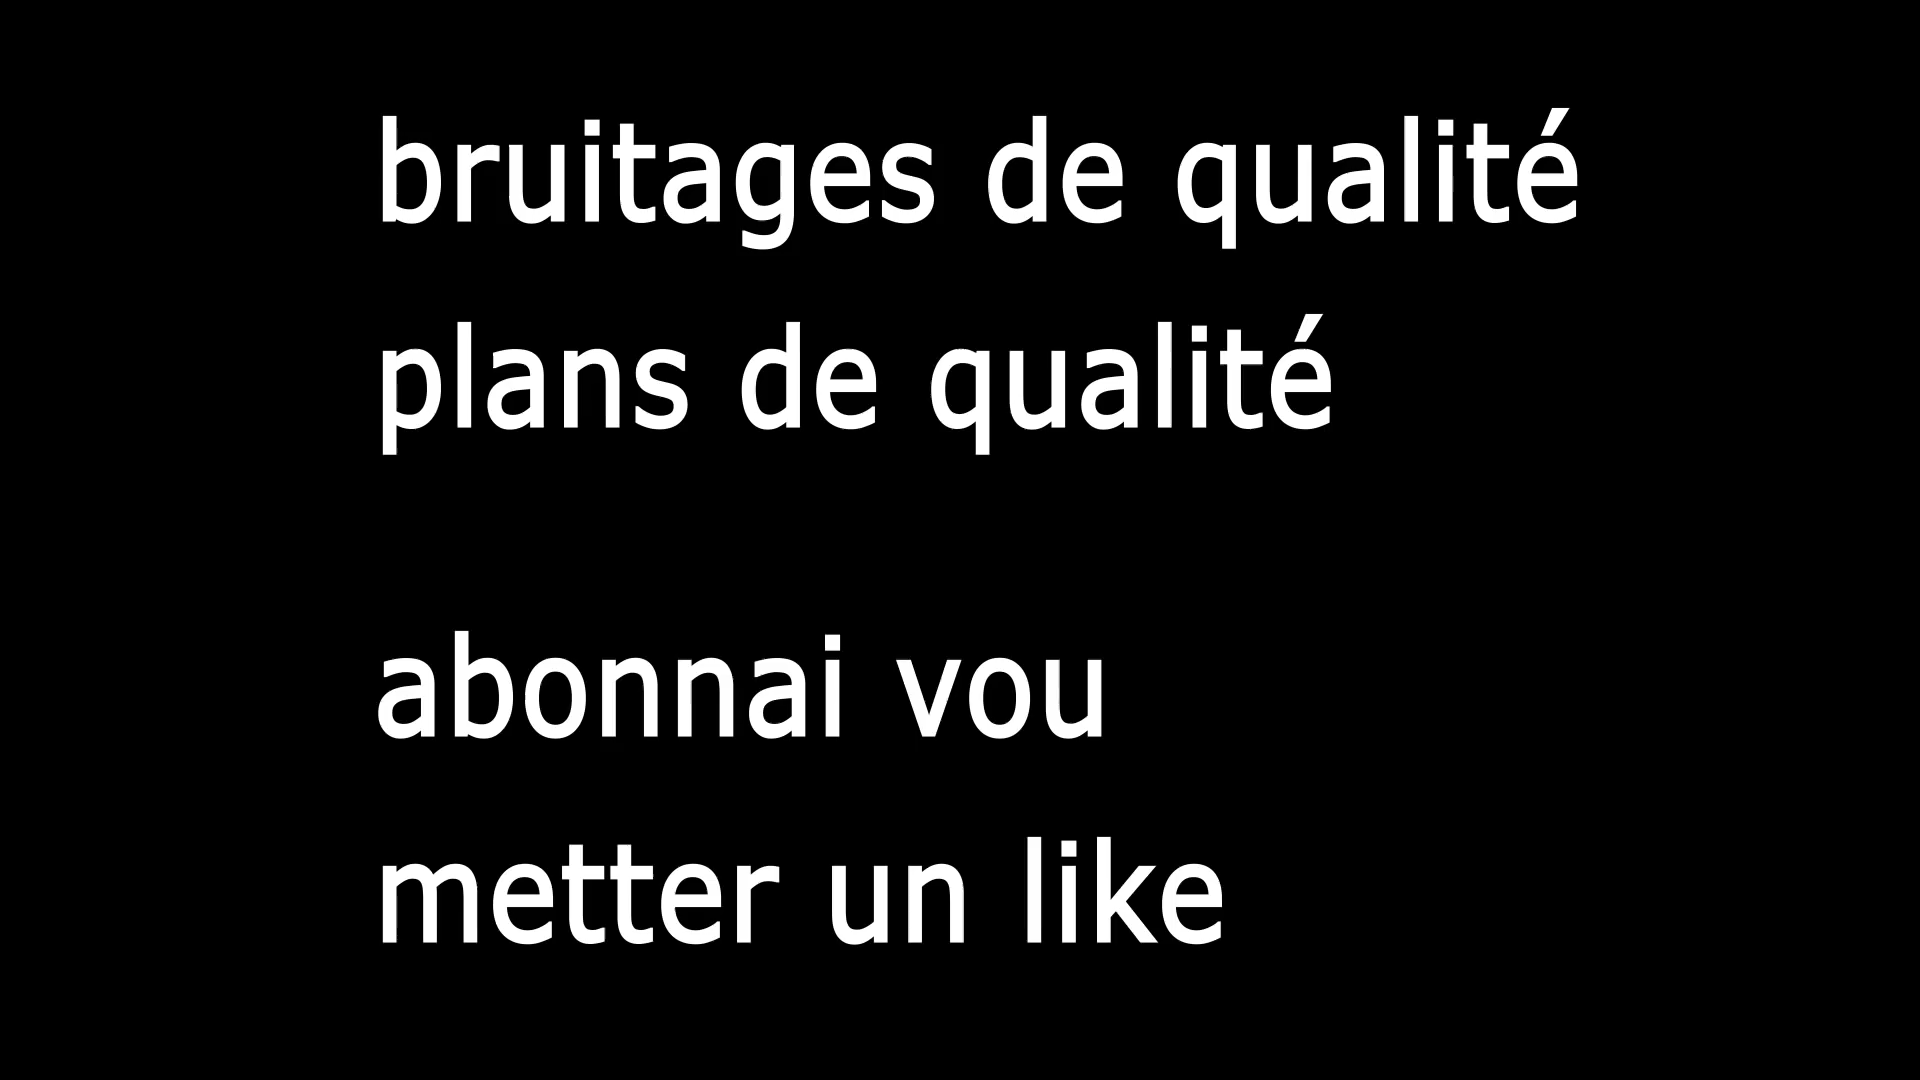 bruitages de qualité
plans de qualité
abonnai vou
metter un like